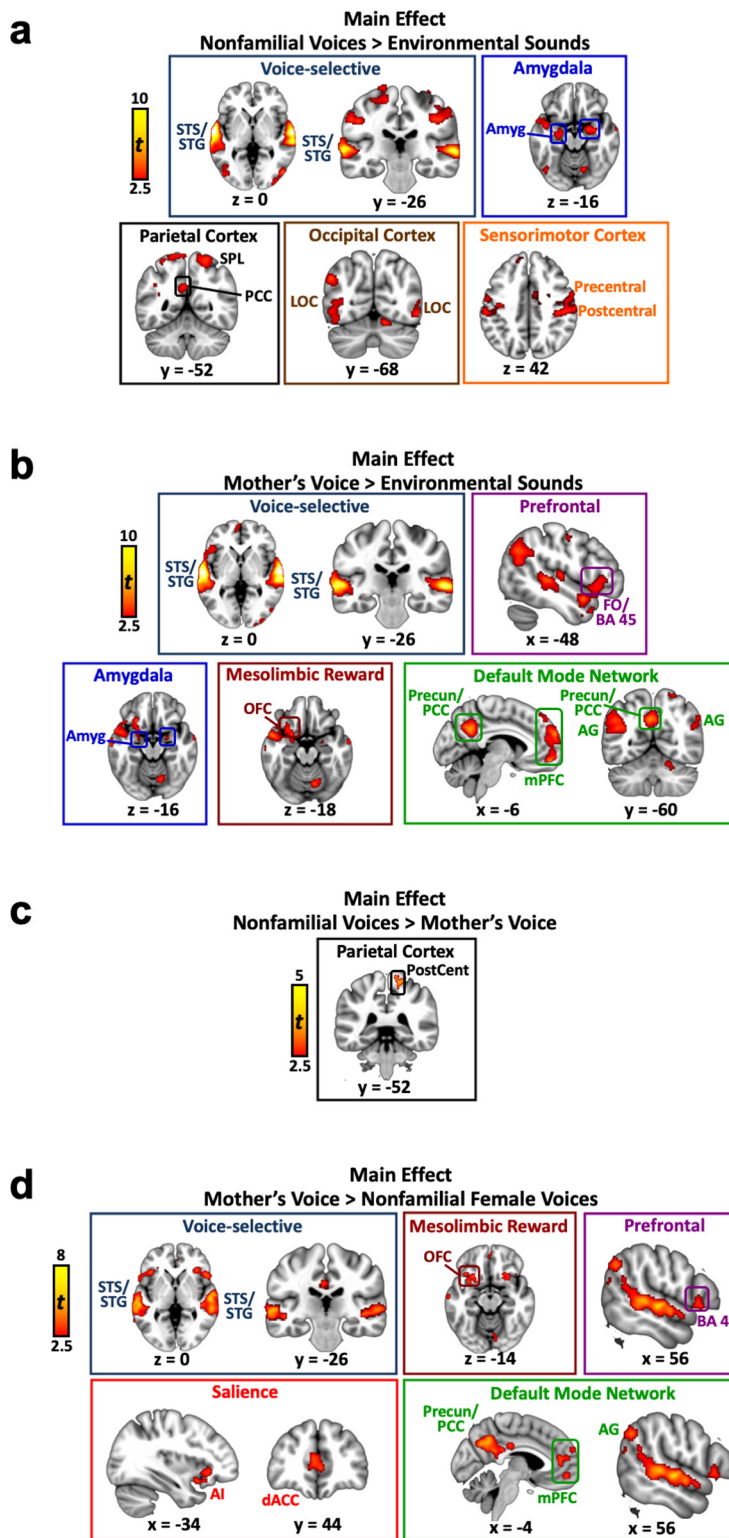 a
Main Effect
Nonfamilial Voices > Environmental Sounds
Voice-selective
Amygdala
10
t
2.5
STS/
STG
STS/
STG
Amyg
z = 0
y = -26
z = -16
Parietal Cortex
Occipital Cortex
Sensorimotor Cortex
SPL
PCC
LOC
LOC
Precentral
Postcentral
y = -52
y = -68
z = 42
b
Main Effect
Mother's Voice > Environmental Sounds
Voice-selective
Prefrontal
10
t
2.5
STS/
STG
STS/
STG
FO/
BA 45
z = 0
y = -26
x = -48
Amygdala
Mesolimbic Reward
Default Mode Network
Amyg
OFC
Precun/
PCC
mPFC
Precun/
PCC
AG
AG
z = -16
z = -18
x = -6
y = -60
c
Main Effect
Nonfamilial Voices > Mother's Voice
Parietal Cortex
PostCent
5
t
2.5
y = -52
d
Main Effect
Mother's Voice > Nonfamilial Female Voices
Voice-selective
Mesolimbic Reward
Prefrontal
8
t
2.5
STS/
STG
STS/
STG
OFC
BA 4
z = 0
y = -26
z = -14
x = 56
Salience
Default Mode Network
AI
dACC
Precun/
PCC
mPFC
AG
x = -34
y = 44
x = -4
x = 56